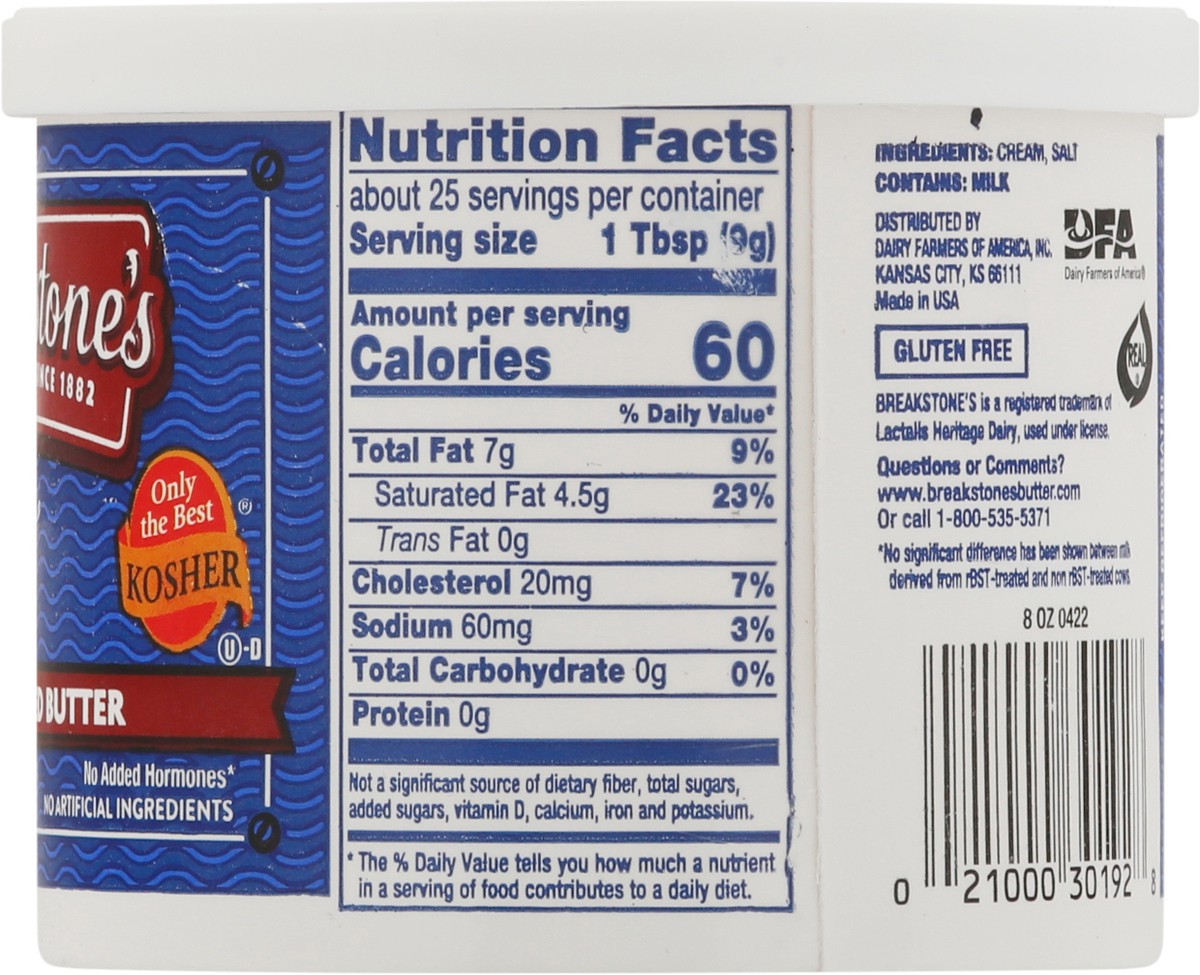 tone's
NCE 1882
Only
the Best
®
KOSHER
U-D
D BUTTER
No Added Hormones*
NO ARTIFICIAL INGREDIENTS
Nutrition Facts
about 25 servings per container
Serving size 1 Tbsp (9g)
Amount per serving
Calories 60
% Daily Value*
Total Fat 7g 9%
Saturated Fat 4.5g 23%
Trans Fat 0g
Cholesterol 20mg 7%
Sodium 60mg 3%
Total Carbohydrate 0g 0%
Protein 0g
Not a significant source of dietary fiber, total sugars,
added sugars, vitamin D, calcium, iron and potassium.
* The % Daily Value tells you how much a nutrient
in a serving of food contributes to a daily diet.
INGREDIENTS: CREAM, SALT
CONTAINS: MILK
DISTRIBUTED BY
DAIRY FARMERS OF AMERICA, INC.
KANSAS CITY, KS 66111
Made in USA
DFA
Dairy Farmers of America®
GLUTEN FREE
REAL
BREAKSTONE'S is a registered trademark of
Lactalis Heritage Dairy, used under license.
Questions or Comments?
www.breakstonesbutter.com
Or call 1-800-535-5371
*No significant difference has been shown between milk
derived from rBST-treated and non rBST-treated cows.
8 OZ 0422
0 21000 30192 8